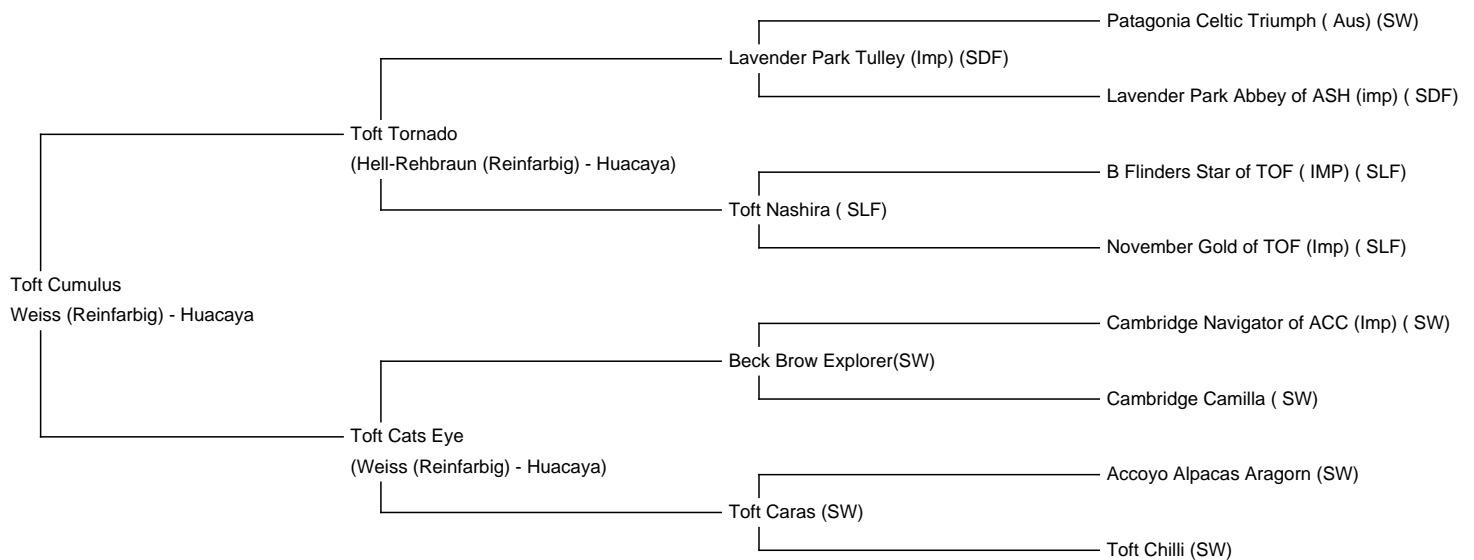 Patagonia Celtic Triumph ( Aus) (SW)
Lavender Park Tulley (Imp) (SDF)
Lavender Park Abbey of ASH (imp) ( SDF)
Toft Tornado
(Hell-Rehbraun (Reinfarbig) - Huacaya)
B Flinders Star of TOF ( IMP) ( SLF)
Toft Nashira ( SLF)
November Gold of TOF (Imp) ( SLF)
Toft Cumulus
Weiss (Reinfarbig) - Huacaya
Cambridge Navigator of ACC (Imp) ( SW)
Beck Brow Explorer(SW)
Cambridge Camilla ( SW)
Toft Cats Eye
(Weiss (Reinfarbig) - Huacaya)
Accoyo Alpacas Aragorn (SW)
Toft Caras (SW)
Toft Chilli (SW)